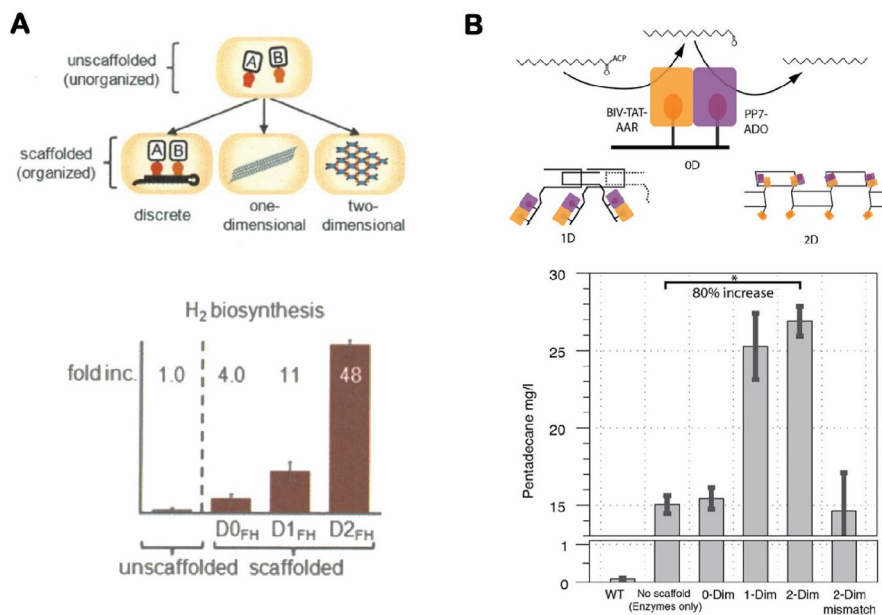 A
unscaffolded
(unorganized)
A B
scaffolded
(organized)
A B
discrete
one-
dimensional
two-
dimensional
H2 biosynthesis
fold inc.
1.0 4.0 11 48
D0FH D1FH D2FH
unscaffolded scaffolded
B
ACP
O
O
BIV-TAT-
AAR
PP7-
ADO
0D
1D
2D
30
*
80% increase
25
Pentadecane mg/l
20
15
1
0
WT No scaffold 0-Dim 1-Dim 2-Dim 2-Dim
(Enzymes only) mismatch